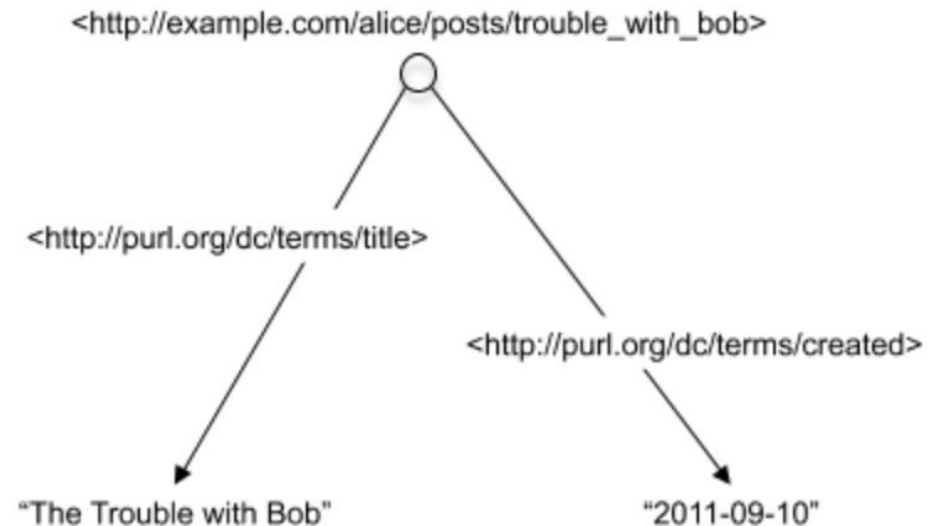 <http://example.com/alice/posts/trouble_with_bob>
<http://purl.org/dc/terms/title>
<http://purl.org/dc/terms/created>
“The Trouble with Bob”
“2011-09-10”